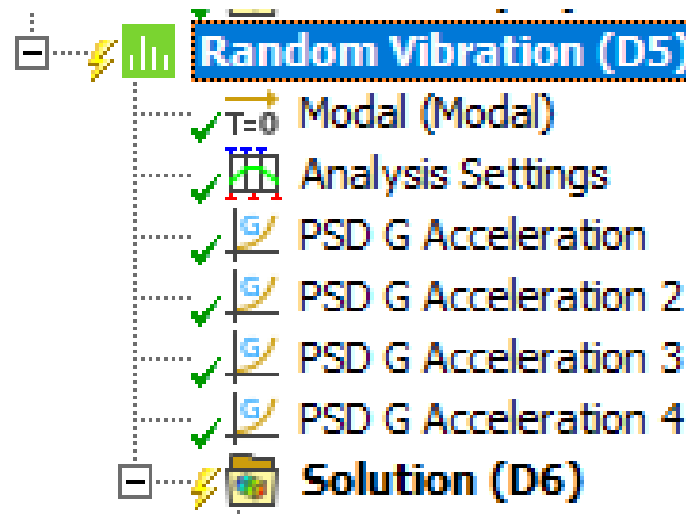 Random Vibration (D5)
T=0 Modal (Modal)
Analysis Settings
G PSD G Acceleration
G PSD G Acceleration 2
G PSD G Acceleration 3
G PSD G Acceleration 4
Solution (D6)